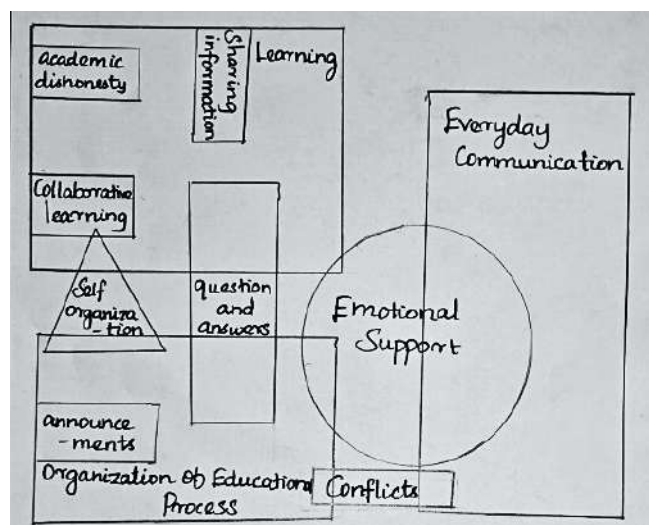 academic
dishonesty
Sharing
information
Learning
Everyday
Communication
Collaborative
learning
Self
organiza
-tion
question
and
answers
Emotional
Support
announce
-ments
Organization of Educational
Process
Conflicts